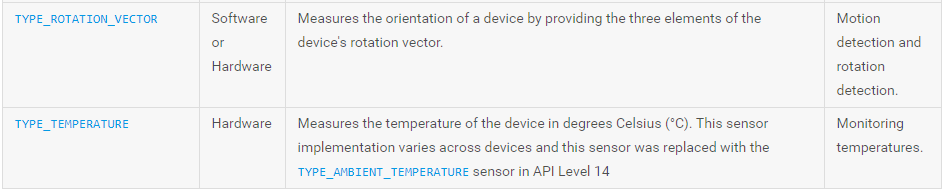 TYPE_ROTATION_VECTOR
Software
or
Hardware
Measures the orientation of a device by providing the three elements of the
device's rotation vector.
Motion
detection and
rotation
detection.
TYPE_TEMPERATURE
Hardware
Measures the temperature of the device in degrees Celsius (°C). This sensor
implementation varies across devices and this sensor was replaced with the
TYPE_AMBIENT_TEMPERATURE sensor in API Level 14
Monitoring
temperatures.